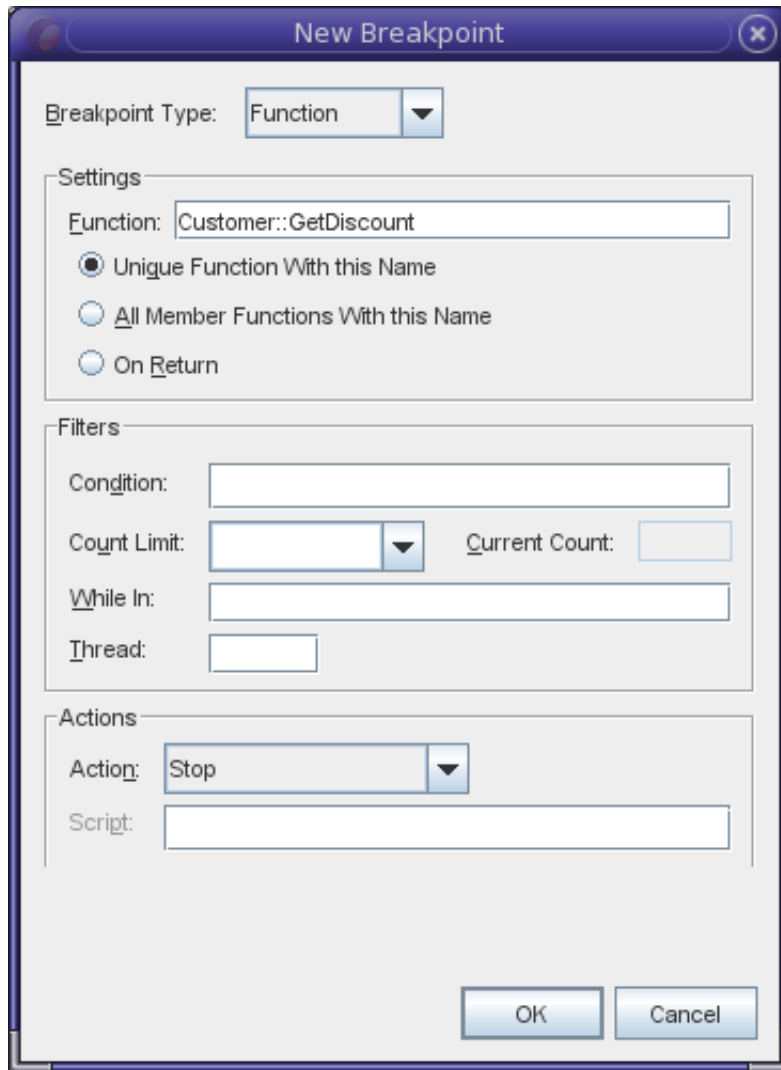 New Breakpoint
Breakpoint Type: Function
Settings
Function: Customer::GetDiscount
Unique Function With this Name
All Member Functions With this Name
On Return
Filters
Condition:
Count Limit: Current Count:
While In:
Thread:
Actions
Action: Stop
Script:
OK Cancel